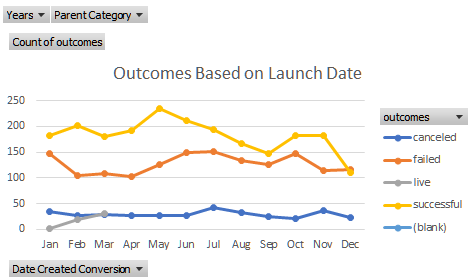 Years Parent Category
Count of outcomes
Outcomes Based on Launch Date
250
200
150
100
50
0
Jan Feb Mar Apr May Jun Jul Aug Sep Oct Nov Dec
outcomes
canceled
failed
live
successful
(blank)
Date Created Conversion